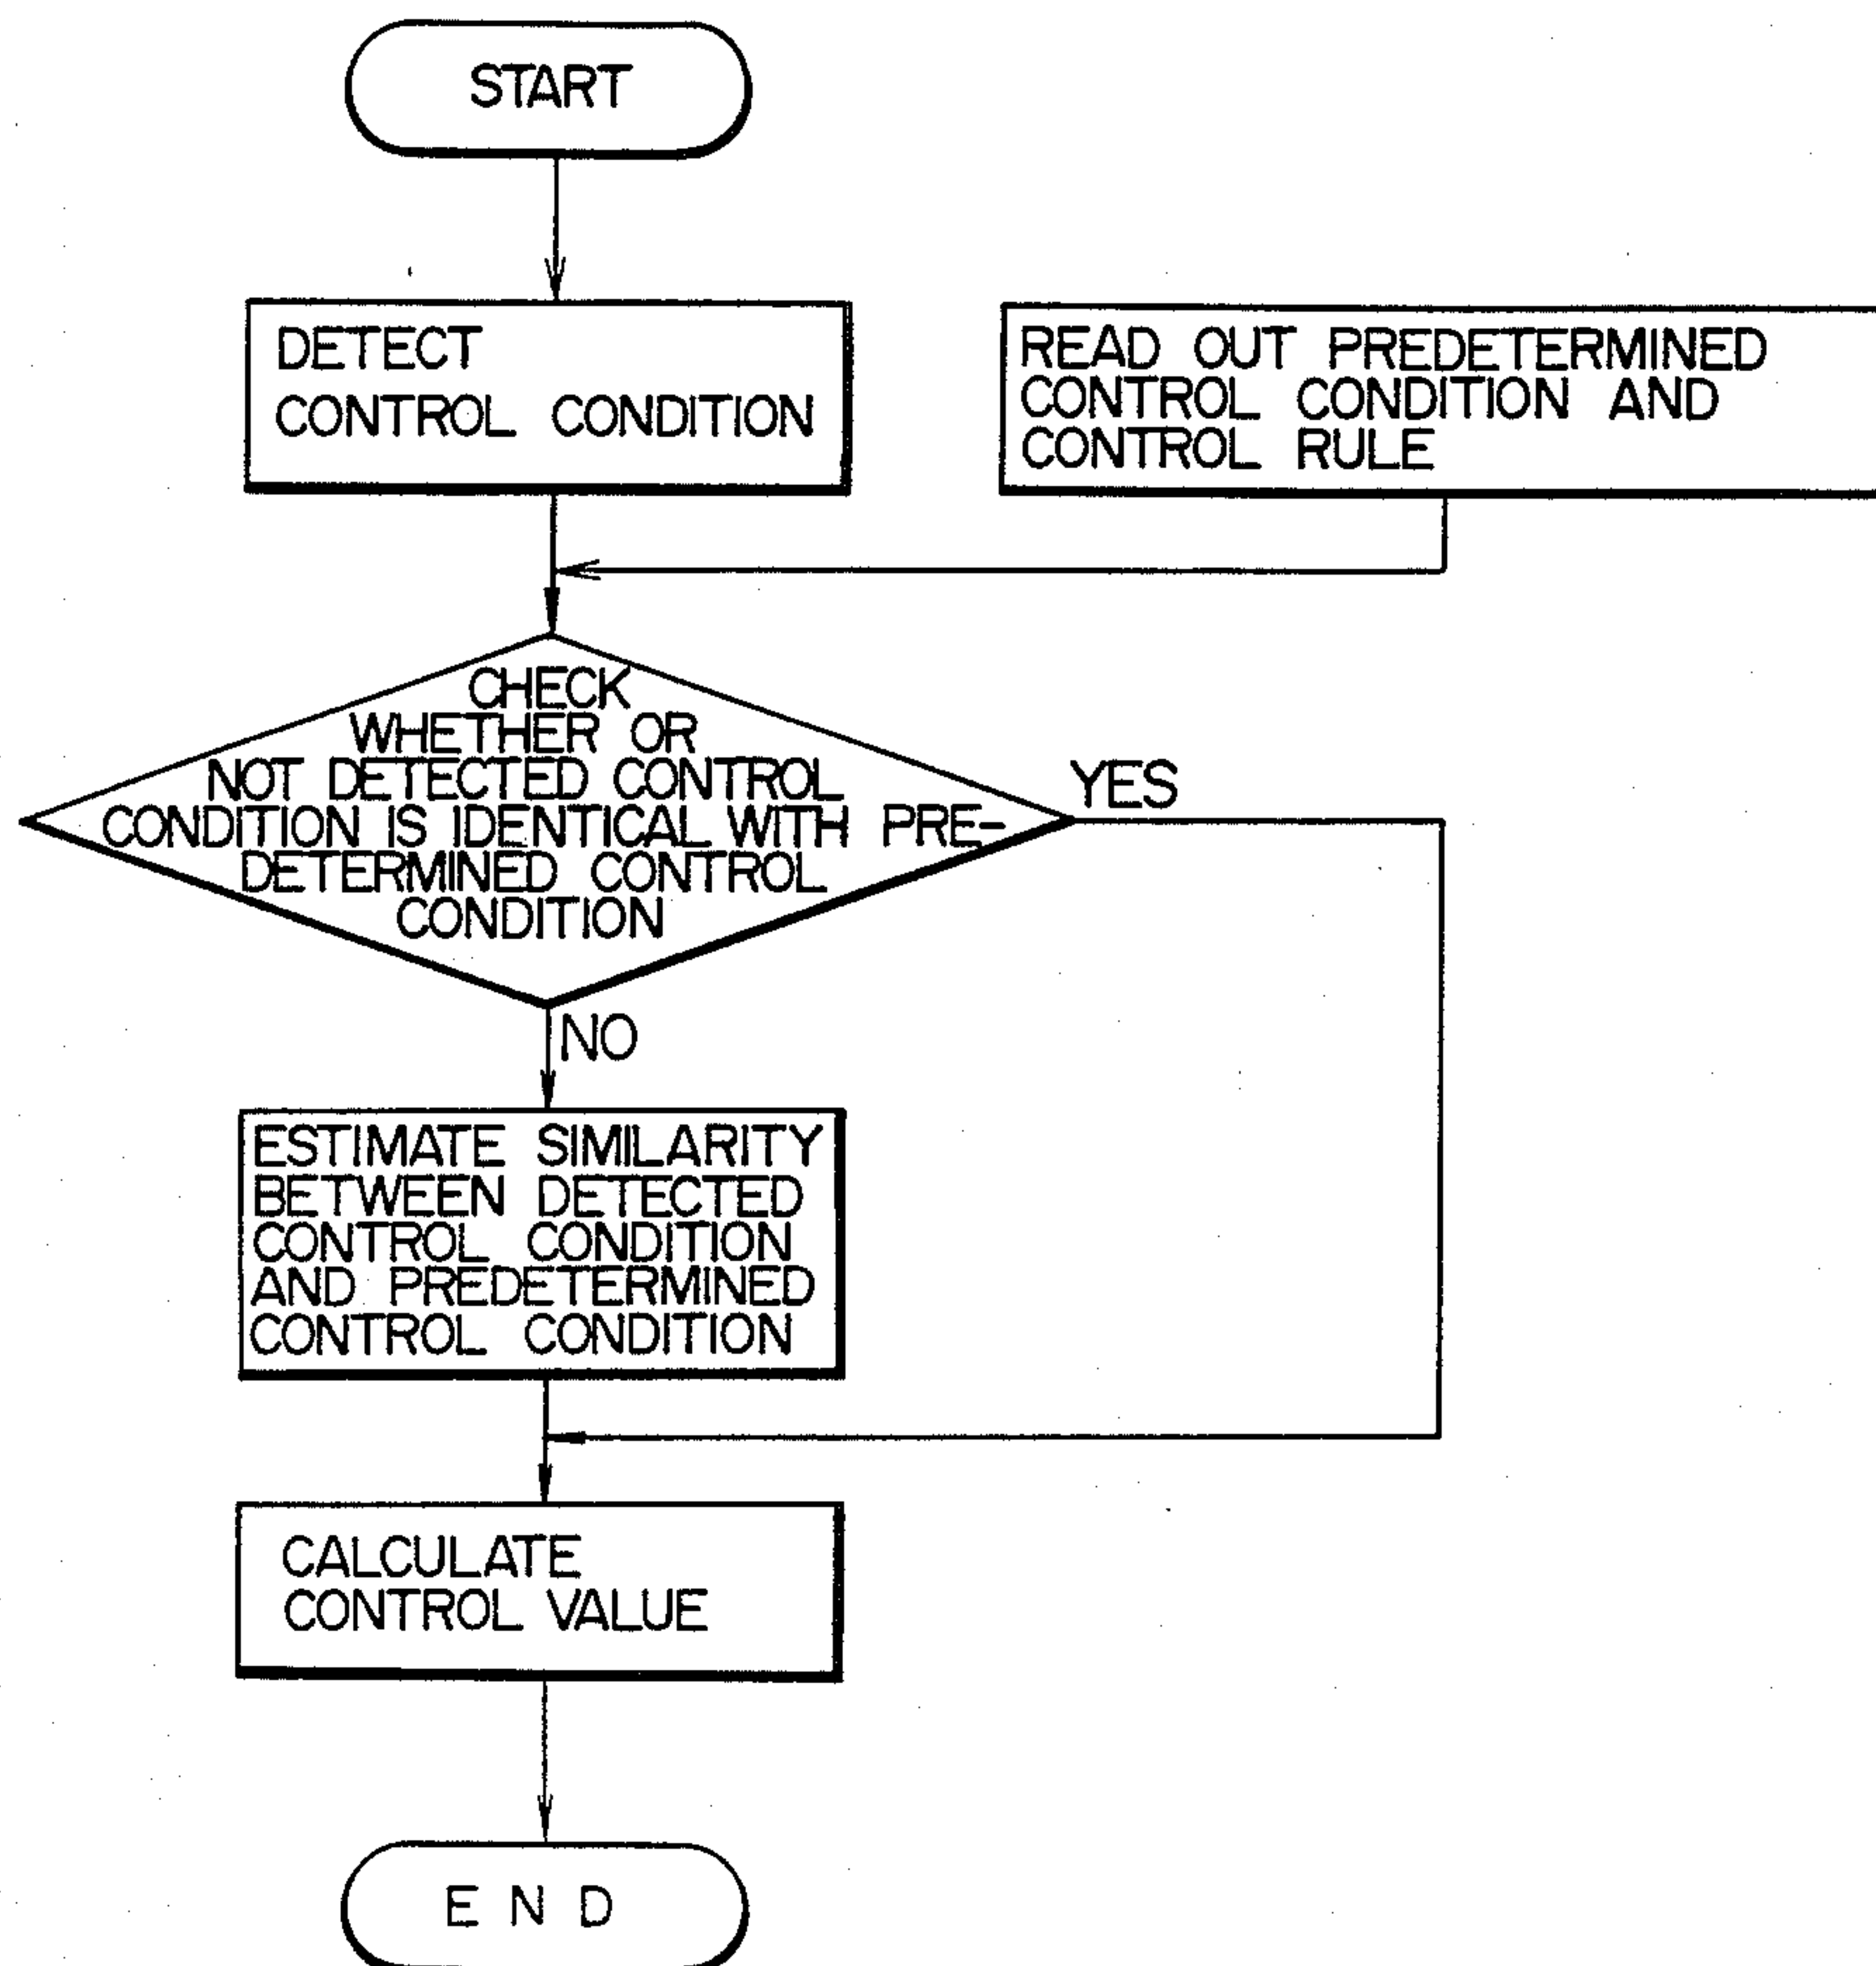 START
DETECT
CONTROL CONDITION
READ OUT PREDETERMINED
CONTROL CONDITION AND
CONTROL RULE
CHECK
WHETHER OR
NOT DETECTED CONTROL
CONDITION IS IDENTICAL WITH PRE-
DETERMINED CONTROL
CONDITION
YES
NO
ESTIMATE SIMILARITY
BETWEEN DETECTED
CONTROL CONDITION
AND PREDETERMINED
CONTROL CONDITION
CALCULATE
CONTROL VALUE
END